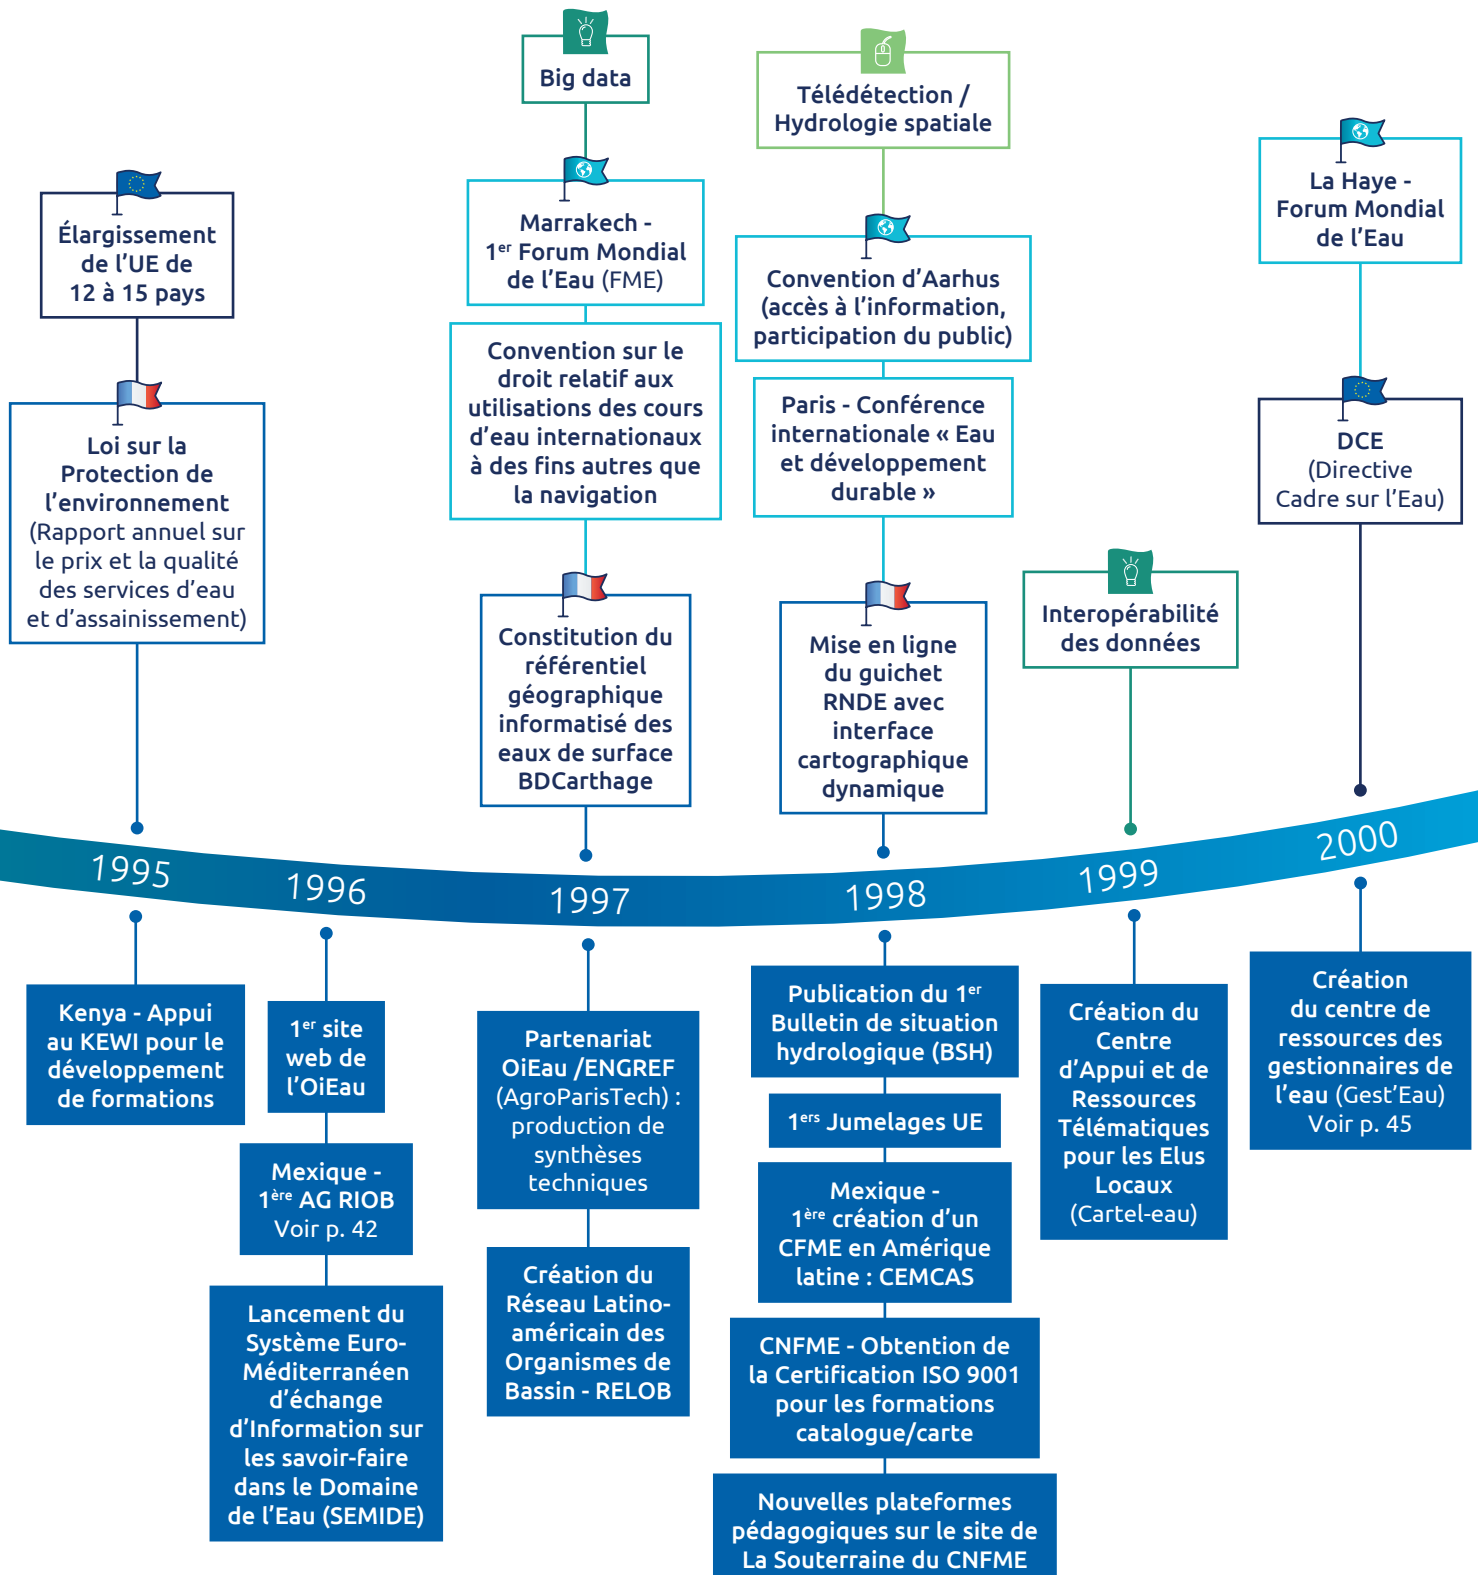 Big data
Télédétection /
Hydrologie spatiale
Élargissement
de l’UE de
12 à 15 pays
Marrakech -
1er Forum Mondial
de l’Eau (FME)
Convention d’Aarhus
(accès à l’information,
participation du public)
La Haye -
Forum Mondial
de l’Eau
Loi sur la
Protection de
l’environnement
(Rapport annuel sur
le prix et la qualité
des services d’eau
et d’assainissement)
Convention sur le
droit relatif aux
utilisations des cours
d’eau internationaux
à des fins autres que
la navigation
Paris - Conférence
internationale « Eau
et développement
durable »
DCE
(Directive
Cadre sur l’Eau)
Constitution du
référentiel
géographique
informatisé des
eaux de surface
BDCarthage
Mise en ligne
du guichet
RNDE avec
interface
cartographique
dynamique
Interopérabilité
des données
1995
1996
1997
1998
1999
2000
Kenya - Appui
au KEWI pour le
développement
de formations
1er site
web de
l’OiEau
Mexique -
1ère AG RIOB
Voir p. 42
Lancement du
Système Euro-
Méditerranéen
d’échange
d’Information sur
les savoir-faire
dans le Domaine
de l’Eau (SEMIDE)
Partenariat
OiEau /ENGREF
(AgroParisTech) :
production de
synthèses
techniques
Création du
Réseau Latino-
américain des
Organismes de
Bassin - RELOB
Publication du 1er
Bulletin de situation
hydrologique (BSH)
1ers Jumelages UE
Mexique -
1ère création d’un
CFME en Amérique
latine : CEMCAS
CNFME - Obtention de
la Certification ISO 9001
pour les formations
catalogue/carte
Nouvelles plateformes
pédagogiques sur le site de
La Souterraine du CNFME
Création du
Centre
d’Appui et de
Ressources
Télématiques
pour les Elus
Locaux
(Cartel-eau)
Création
du centre de
ressources des
gestionnaires de
l’eau (Gest’Eau)
Voir p. 45